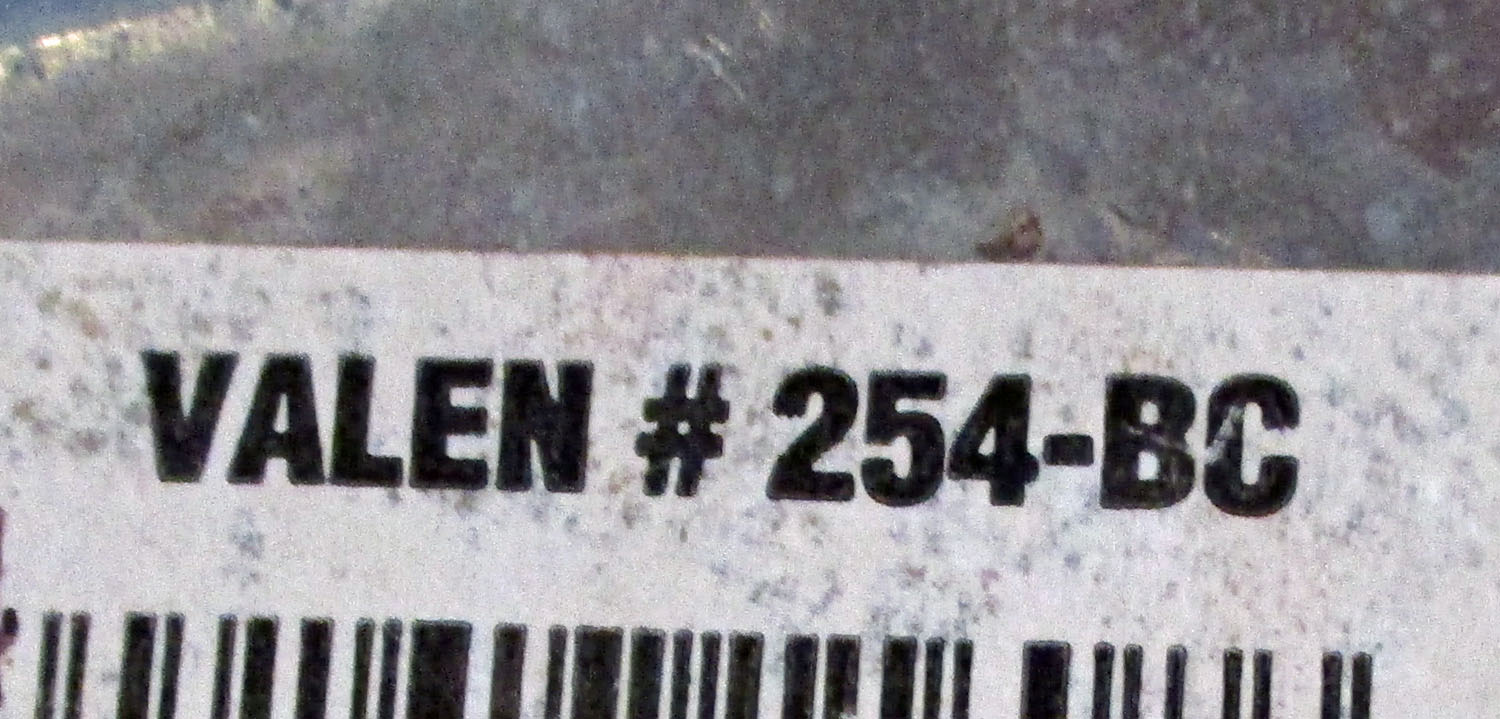 VALEN # 254-BC